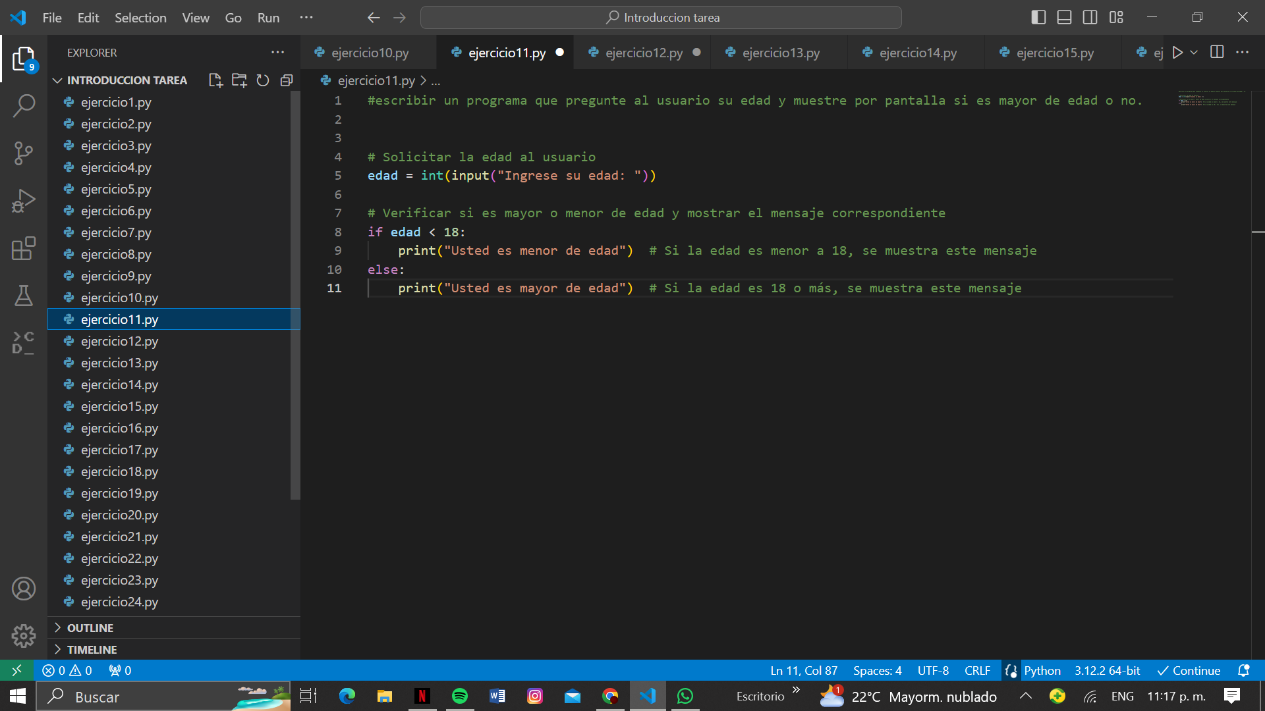 File Edit Selection View Go Run ···
Introduccion tarea
EXPLORER ···
INTRODUCCION TAREA
ejercicio1.py
ejercicio2.py
ejercicio3.py
ejercicio4.py
ejercicio5.py
ejercicio6.py
ejercicio7.py
ejercicio8.py
ejercicio9.py
ejercicio10.py
ejercicio11.py
ejercicio12.py
ejercicio13.py
ejercicio14.py
ejercicio15.py
ejercicio16.py
ejercicio17.py
ejercicio18.py
ejercicio19.py
ejercicio20.py
ejercicio21.py
ejercicio22.py
ejercicio23.py
ejercicio24.py
OUTLINE
TIMELINE
9
ejercicio10.py ejercicio11.py ejercicio12.py ejercicio13.py ejercicio14.py ejercicio15.py ej
ejercicio11.py > ...
1 #escribir un programa que pregunte al usuario su edad y muestre por pantalla si es mayor de edad o no.
2
3
4 # Solicitar la edad al usuario
5 edad = int(input("Ingrese su edad: "))
6
7 # Verificar si es mayor o menor de edad y mostrar el mensaje correspondiente
8 if edad < 18:
9 print("Usted es menor de edad") # Si la edad es menor a 18, se muestra este mensaje
10 else:
11 print("Usted es mayor de edad") # Si la edad es 18 o más, se muestra este mensaje
0 0 0 Ln 11, Col 87 Spaces: 4 UTF-8 CRLF Python 3.12.2 64-bit Continue
Buscar Escritorio 1 22°C Mayorm. nublado ENG 11:17 p. m.